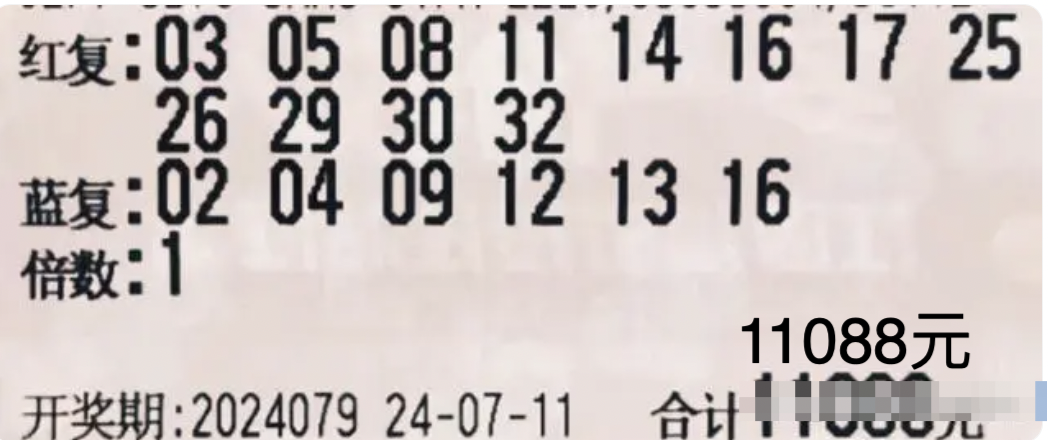 红复:03 05 08 11 14 16 17 25
26 29 30 32
蓝复:02 04 09 12 13 16
倍数:1
11088元
开奖期:2024079 24-07-11 合计 元